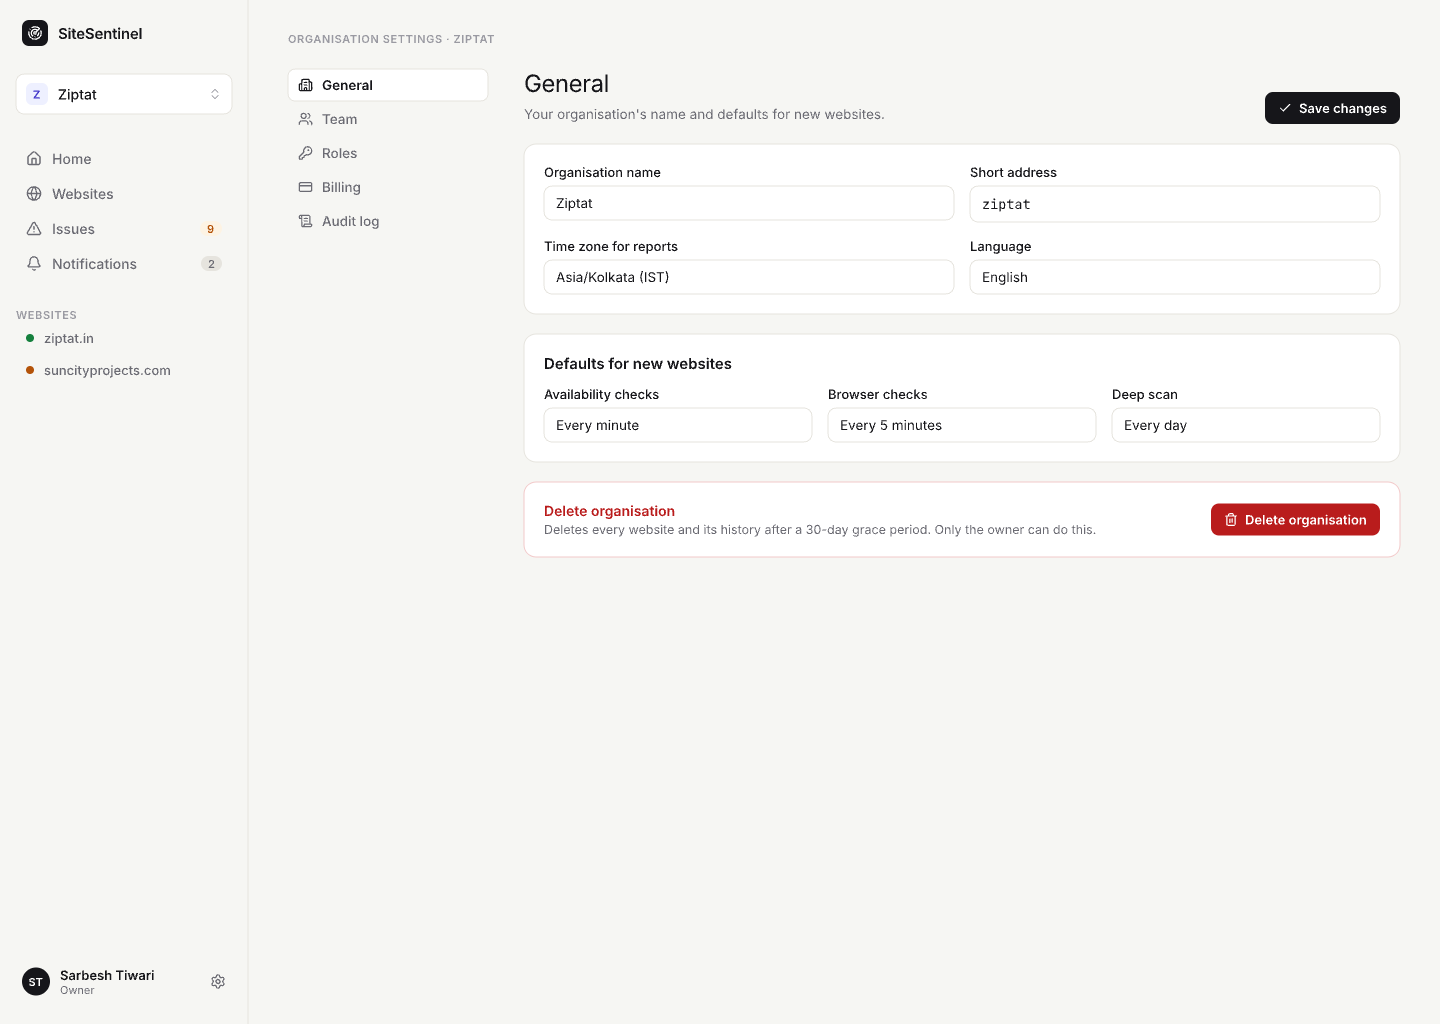 SiteSentinel
Z Ziptat
Home
Websites
Issues 9
Notifications 2
WEBSITES
ziptat.in
suncityprojects.com
ST Sarbesh Tiwari
Owner
ORGANISATION SETTINGS · ZIPTAT
General
Team
Roles
Billing
Audit log
General
Your organisation's name and defaults for new websites.
Save changes
Organisation name
Ziptat
Short address
ziptat
Time zone for reports
Asia/Kolkata (IST)
Language
English
Defaults for new websites
Availability checks
Every minute
Browser checks
Every 5 minutes
Deep scan
Every day
Delete organisation
Deletes every website and its history after a 30-day grace period. Only the owner can do this.
Delete organisation